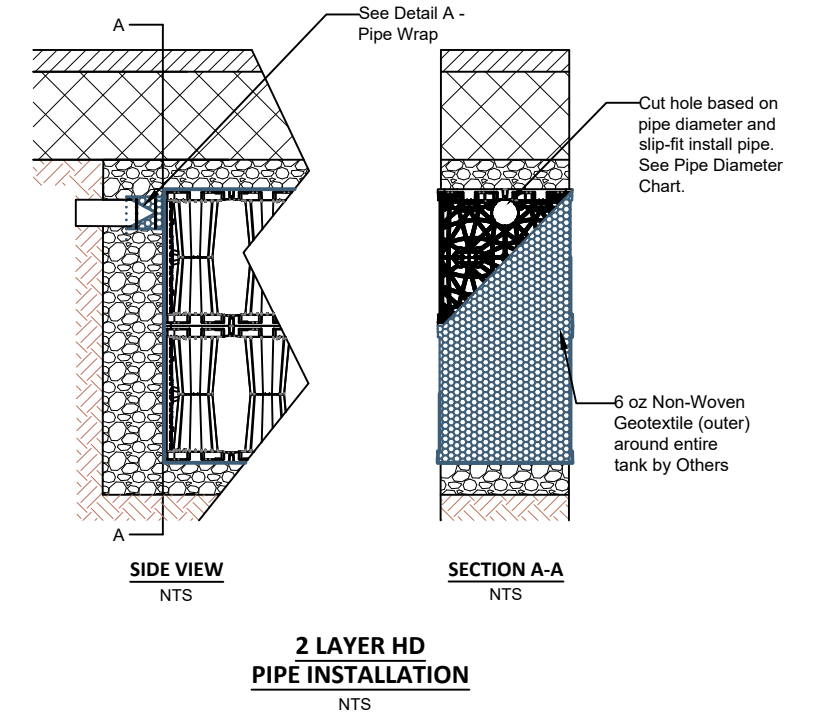 A
See Detail A -
Pipe Wrap
Cut hole based on
pipe diameter and
slip-fit install pipe.
See Pipe Diameter
Chart.
6 oz Non-Woven
Geotextile (outer)
around entire
tank by Others
A
SIDE VIEW
NTS
SECTION A-A
NTS
2 LAYER HD
PIPE INSTALLATION
NTS